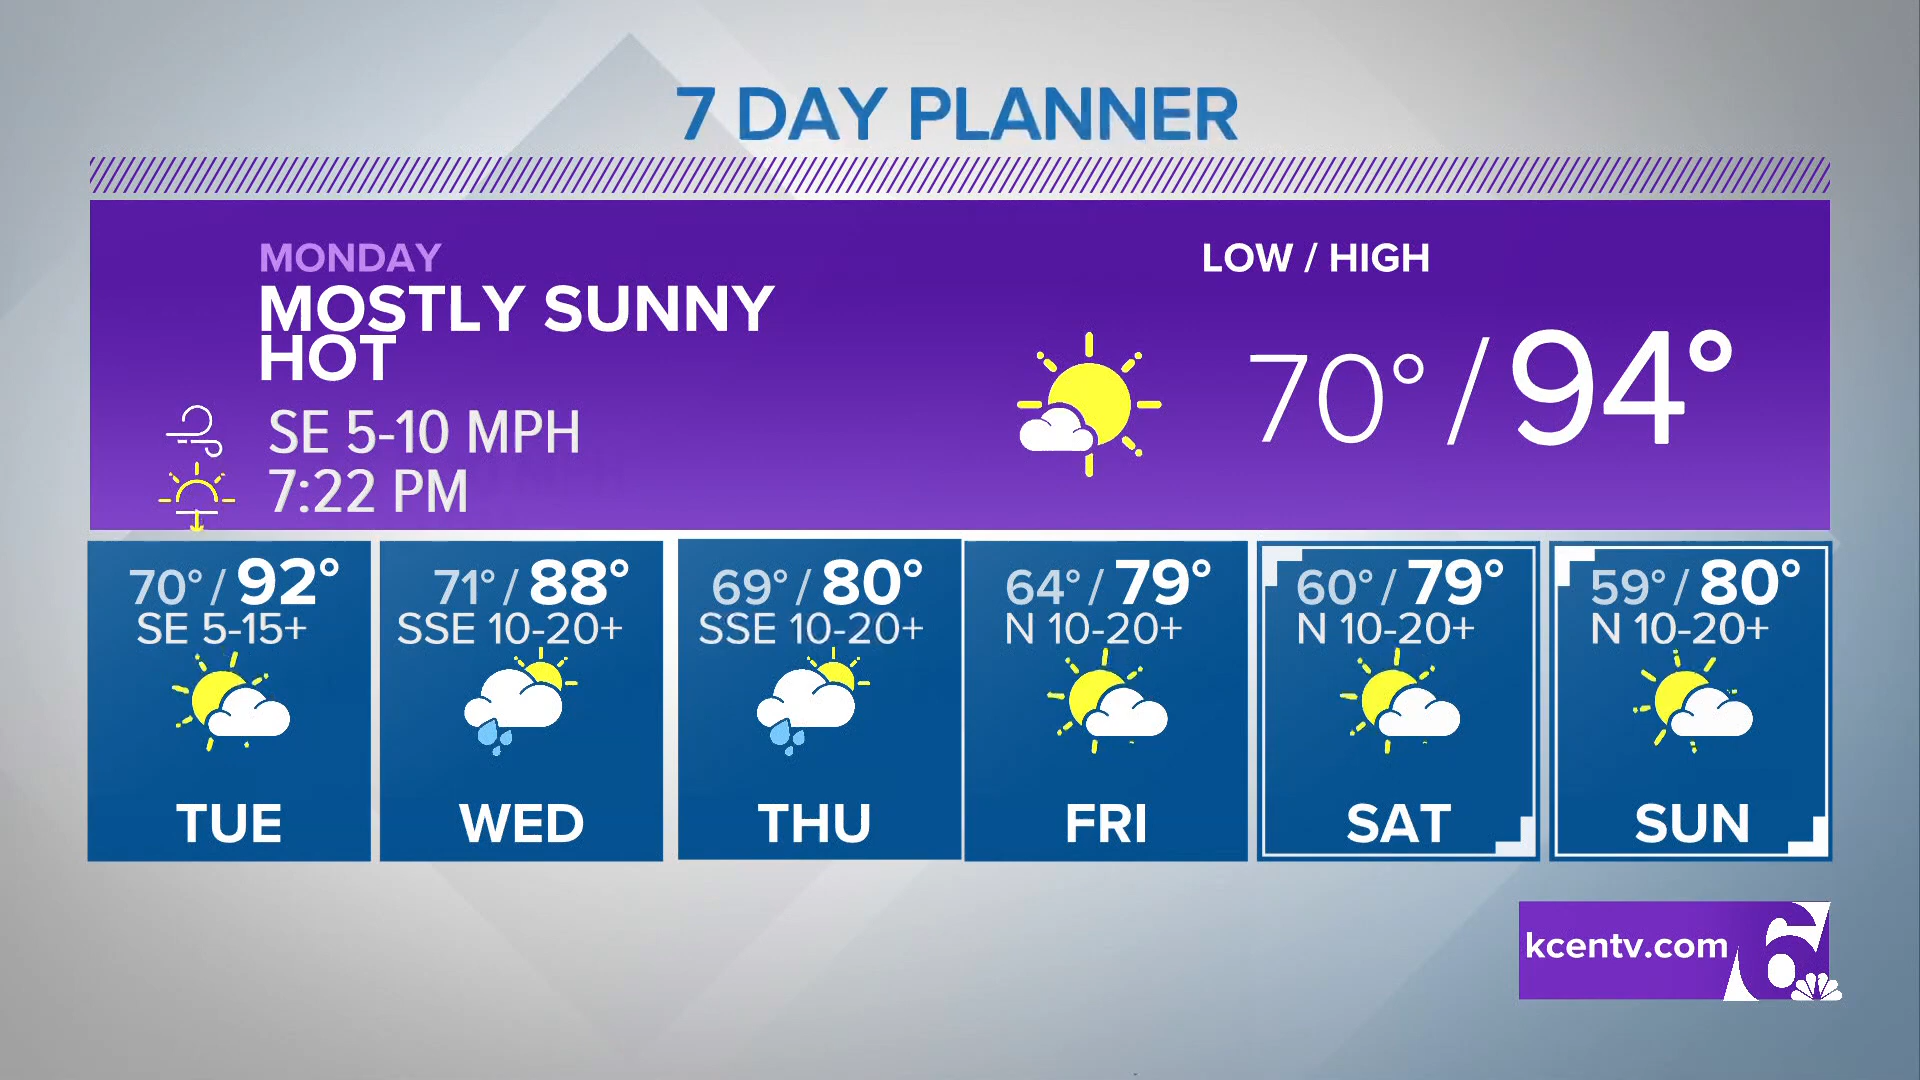 7 DAY PLANNER
MONDAY
MOSTLY SUNNY
HOT
SE 5-10 MPH
7:22 PM
LOW / HIGH
70° / 94°
70° / 92°
SE 5-15+
TUE
71° / 88°
SSE 10-20+
WED
69° / 80°
SSE 10-20+
THU
64° / 79°
N 10-20+
FRI
60° / 79°
N 10-20+
SAT
59° / 80°
N 10-20+
SUN
kcentv.com 6